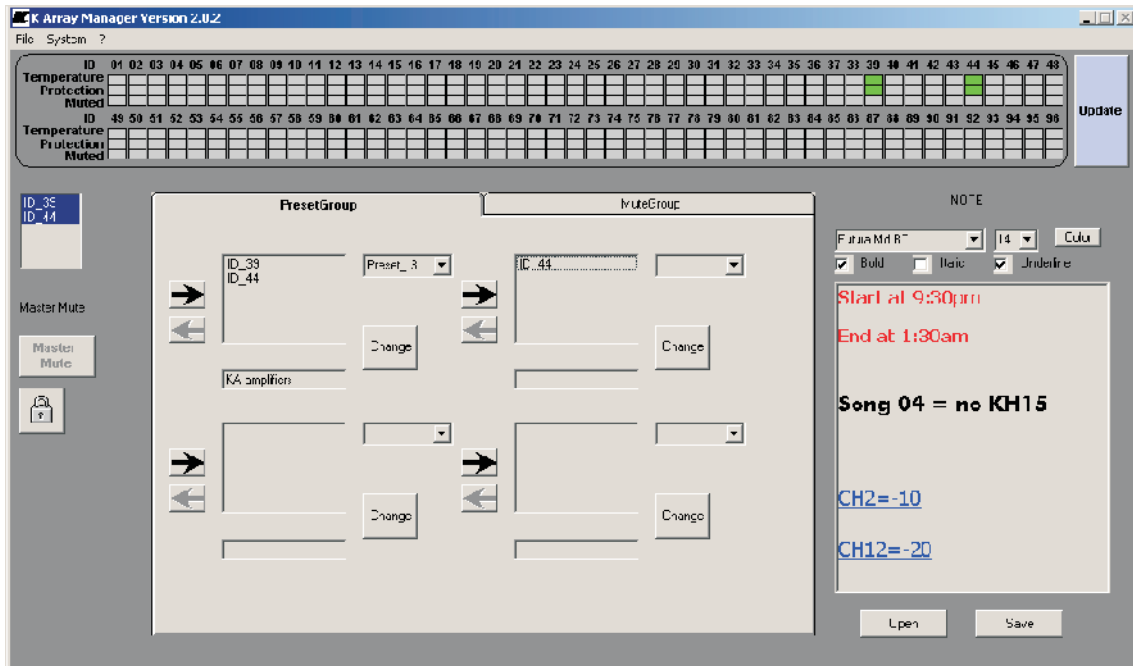 K Array Manager Version 2.0.2
File System ?
ID 01 02 03 04 05 06 07 08 09 10 11 12 13 14 15 16 17 18 19 20 21 22 23 24 25 26 27 28 29 30 31 32 33 34 35 36 37 38 39 40 41 42 43 44 45 46 47 48
Temperature
Protection
Muted
Update
ID 49 50 51 52 53 54 55 56 57 58 59 60 61 62 63 64 65 66 67 68 69 70 71 72 73 74 75 76 77 78 79 80 81 82 83 84 85 86 87 88 89 90 91 92 93 94 95 96
Temperature
Protection
Muted
ID_39
ID_44
Master Mute
Master
Mute
PresetGroup
MuteGroup
ID_39
ID_44
Preset_3
Change
KA amplifiers
ID_44
Change
Change
Change
NOTE
Futura Md BT
14
Color
Bold Italic Underline
Start at 9:30pm
End at 1:30am
Song 04 = no KH15
CH2=-10
CH12=-20
Open
Save